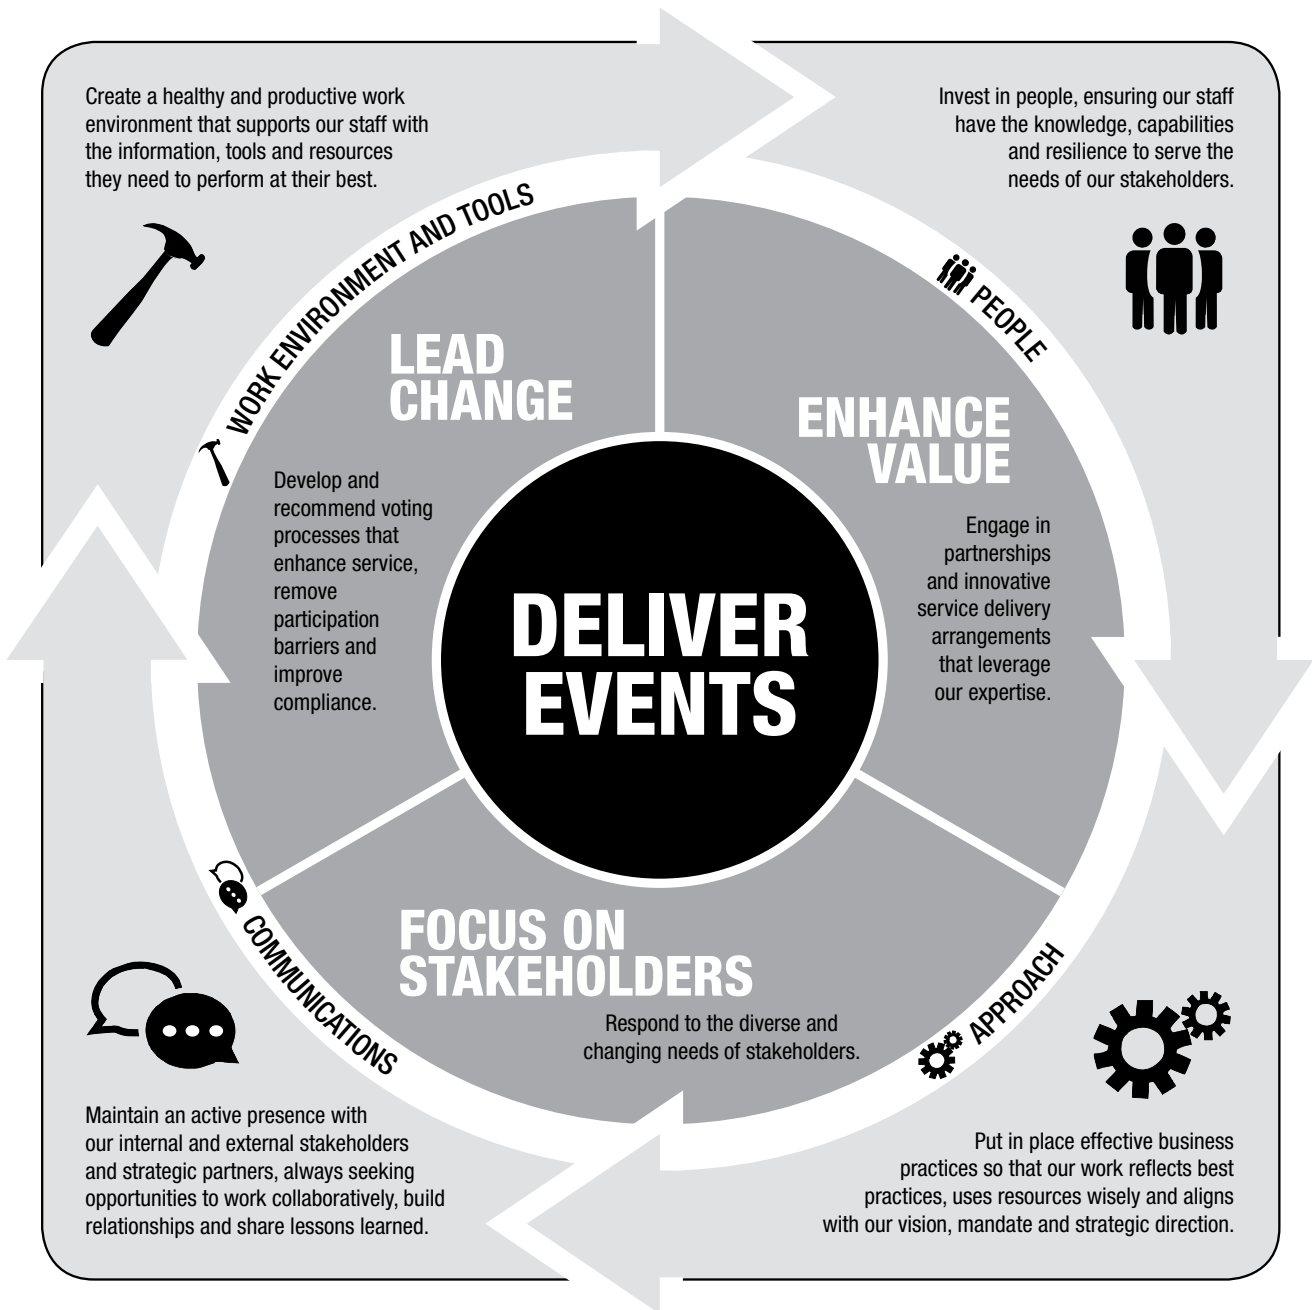 Create a healthy and productive work
environment that supports our staff with
the information, tools and resources
they need to perform at their best.
Invest in people, ensuring our staff
have the knowledge, capabilities
and resilience to serve the
needs of our stakeholders.
WORK ENVIRONMENT AND TOOLS
PEOPLE
LEAD
CHANGE
Develop and
recommend voting
processes that
enhance service,
remove
participation
barriers and
improve
compliance.
ENHANCE
VALUE
Engage in
partnerships
and innovative
service delivery
arrangements
that leverage
our expertise.
DELIVER
EVENTS
FOCUS ON
STAKEHOLDERS
Respond to the diverse and
changing needs of stakeholders.
COMMUNICATIONS
APPROACH
Maintain an active presence with
our internal and external stakeholders
and strategic partners, always seeking
opportunities to work collaboratively, build
relationships and share lessons learned.
Put in place effective business
practices so that our work reflects best
practices, uses resources wisely and aligns
with our vision, mandate and strategic direction.